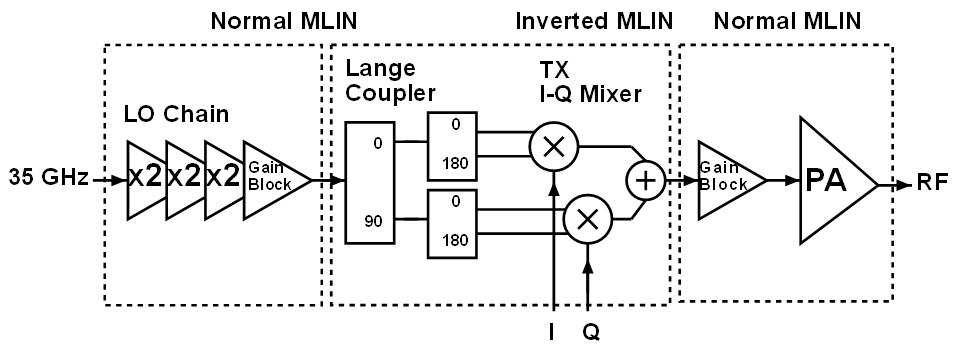 Normal MLIN
Inverted MLIN
Normal MLIN
Lange
Coupler
TX
I-Q Mixer
LO Chain
35 GHz
x2
x2
x2
Gain
Block
0
90
0
180
0
180
Gain
Block
PA
RF
I
Q